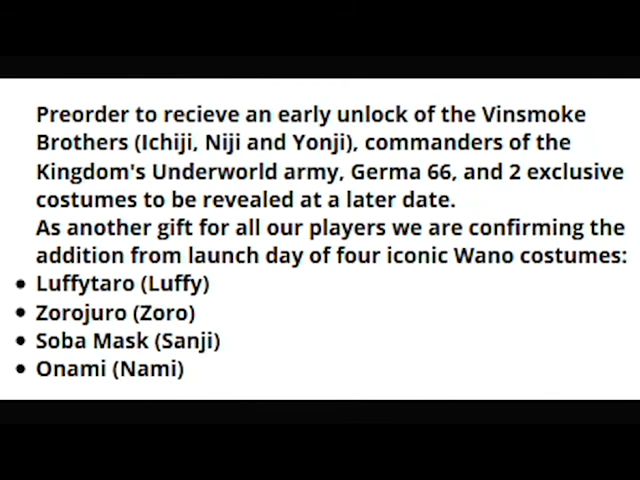 Preorder to recieve an early unlock of the Vinsmoke
Brothers (Ichiji, Niji and Yonji), commanders of the
Kingdom's Underworld army, Germa 66, and 2 exclusive
costumes to be revealed at a later date.
As another gift for all our players we are confirming the
addition from launch day of four iconic Wano costumes:
• Luffytaro (Luffy)
• Zorojuro (Zoro)
• Soba Mask (Sanji)
• Onami (Nami)